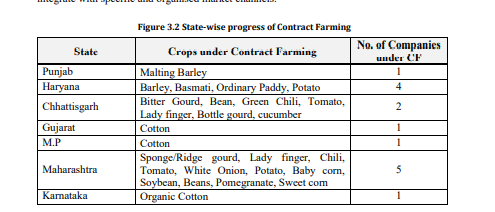 integrate with specific and organised market channels.
Figure 3.2 State-wise progress of Contract Farming
State
Crops under Contract Farming
No. of Companies
under CF
Punjab
Malting Barley
1
Haryana
Barley, Basmati, Ordinary Paddy, Potato
4
Chhattisgarh
Bitter Gourd, Bean, Green Chili, Tomato,
Lady finger, Bottle gourd, cucumber
2
Gujarat
Cotton
1
M.P
Cotton
1
Maharashtra
Sponge/Ridge gourd, Lady finger, Chili,
Tomato, White Onion, Potato, Baby corn,
Soybean, Beans, Pomegranate, Sweet corn
5
Karnataka
Organic Cotton
1